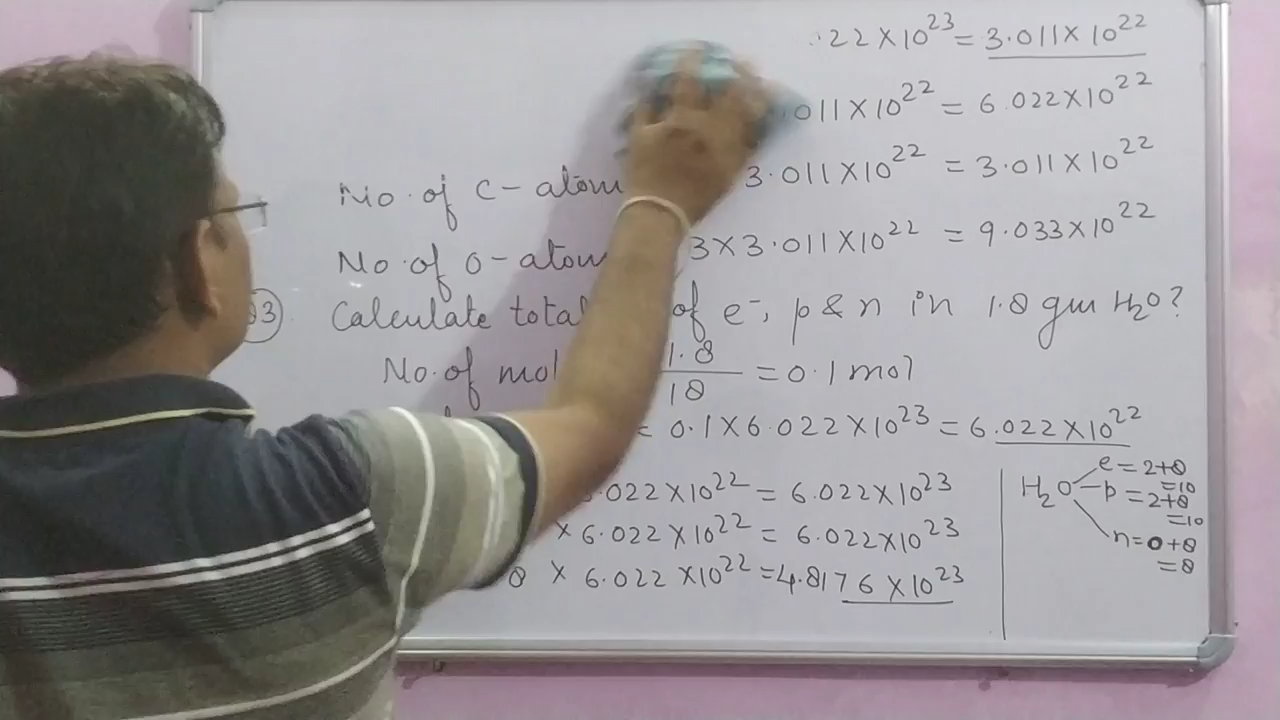 .22 X 10²³ = 3.011 X 10²²
.011 X 10²² = 6.022 X 10²²
No. of C - atom 3.011 X 10²² = 3.011 X 10²²
No. of O - atom 3 X 3.011 X 10²² = 9.033 X 10²²
3). Calculate total of e⁻, p & n in 1.8 gm H₂O ?
No. of mol 1.8/18 = 0.1 mol
= 0.1 X 6.022 X 10²³ = 6.022 X 10²²
.022 X 10²² = 6.022 X 10²³
X 6.022 X 10²² = 6.022 X 10²³
8 X 6.022 X 10²² = 4.8176 X 10²³
H₂O
e = 2+8
=10
p = 2+8
=10
n = 0+8
= 8